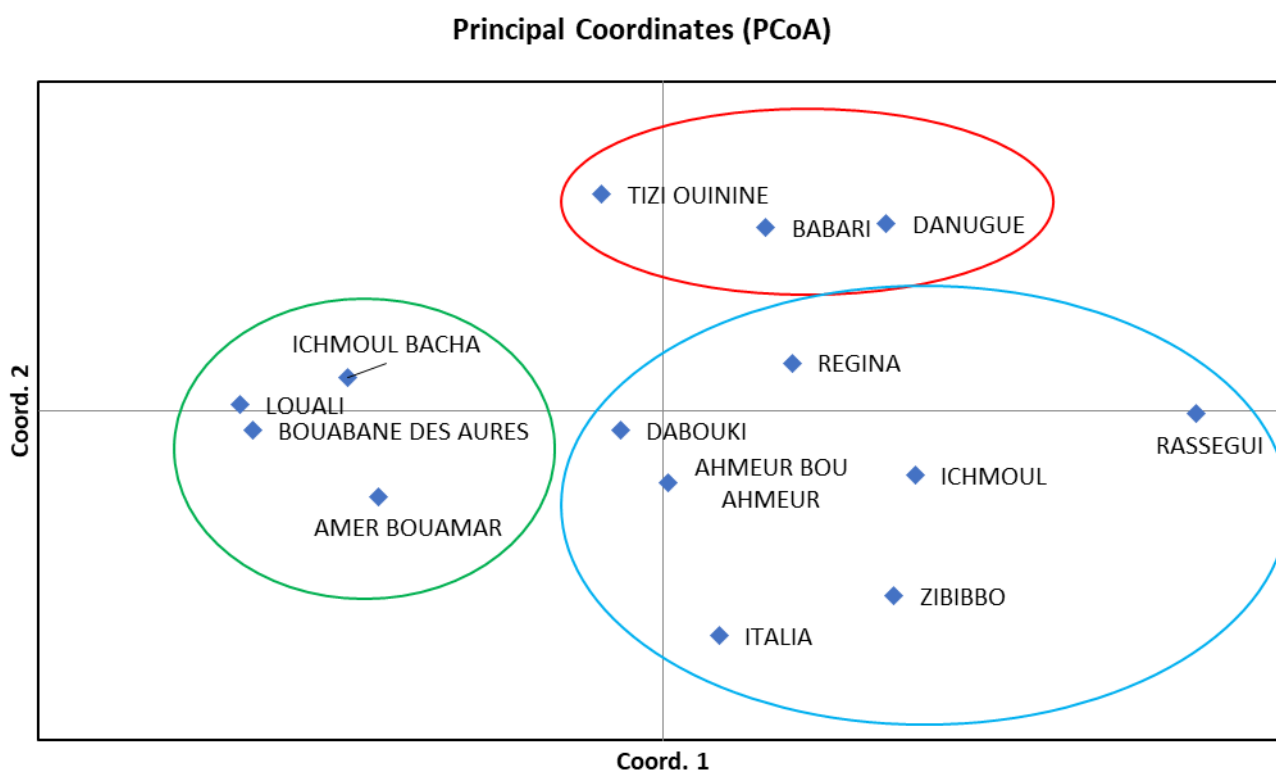 Principal Coordinates (PCoA)
TIZI OUININE
BABARI
DANUGUE
ICHMOUL BACHA
REGINA
LOUALI
BOUABANE DES AURES
DABOUKI
RASSEGUI
AHMEUR BOU
AHMEUR
ICHMOUL
AMER BOUAMAR
ZIBIBBO
ITALIA
Coord. 2
Coord. 1